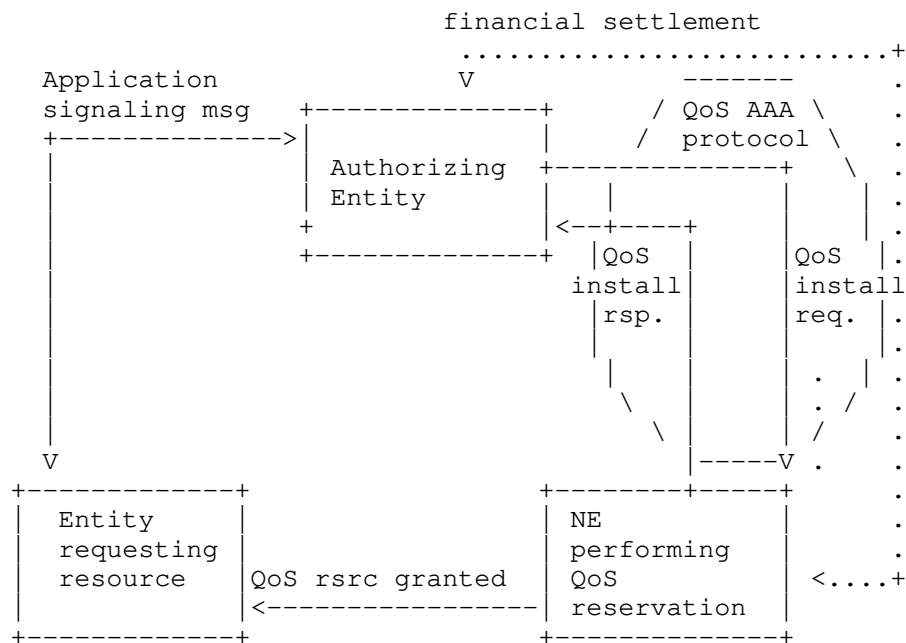 financial settlement
Application
signaling msg
QoS AAA
protocol
Authorizing
Entity
QoS
install
rsp.
QoS
install
req.
Entity
requesting
resource
QoS rsrc granted
NE
performing
QoS
reservation